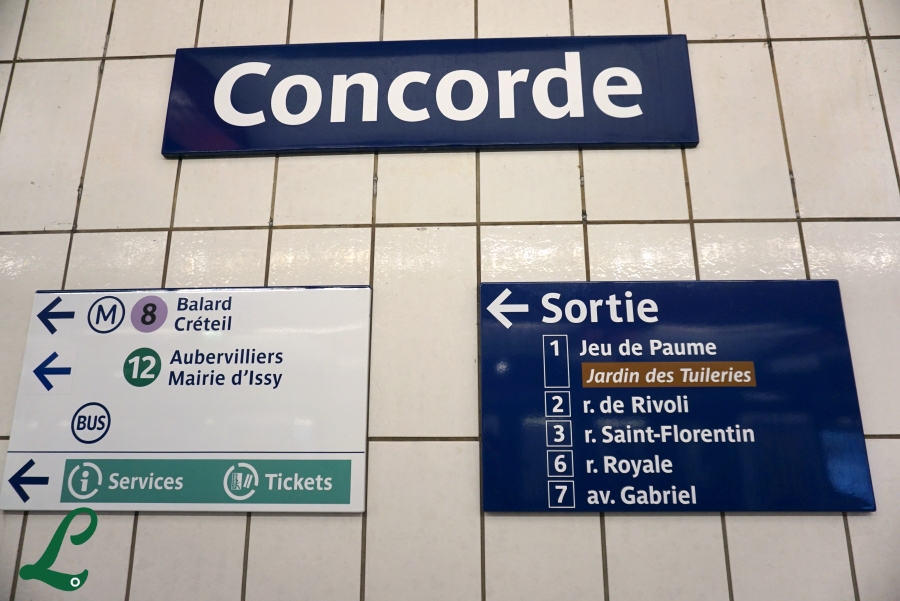 Concorde
M 8 Balard
Créteil
12 Aubervilliers
Mairie d'Issy
BUS
i Services Tickets
Sortie
1 Jeu de Paume
Jardin des Tuileries
2 r. de Rivoli
3 r. Saint-Florentin
6 r. Royale
7 av. Gabriel
L